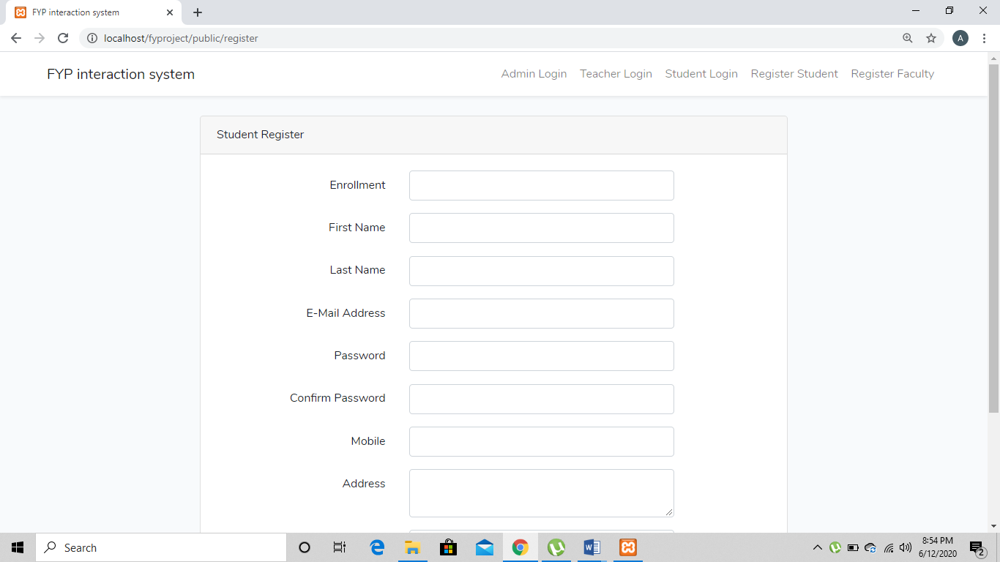 FYP interaction system
localhost/fyproject/public/register
A
FYP interaction system
Admin Login Teacher Login Student Login Register Student Register Faculty
Student Register
Enrollment
First Name
Last Name
E-Mail Address
Password
Confirm Password
Mobile
Address
Search
8:54 PM
6/12/2020
2